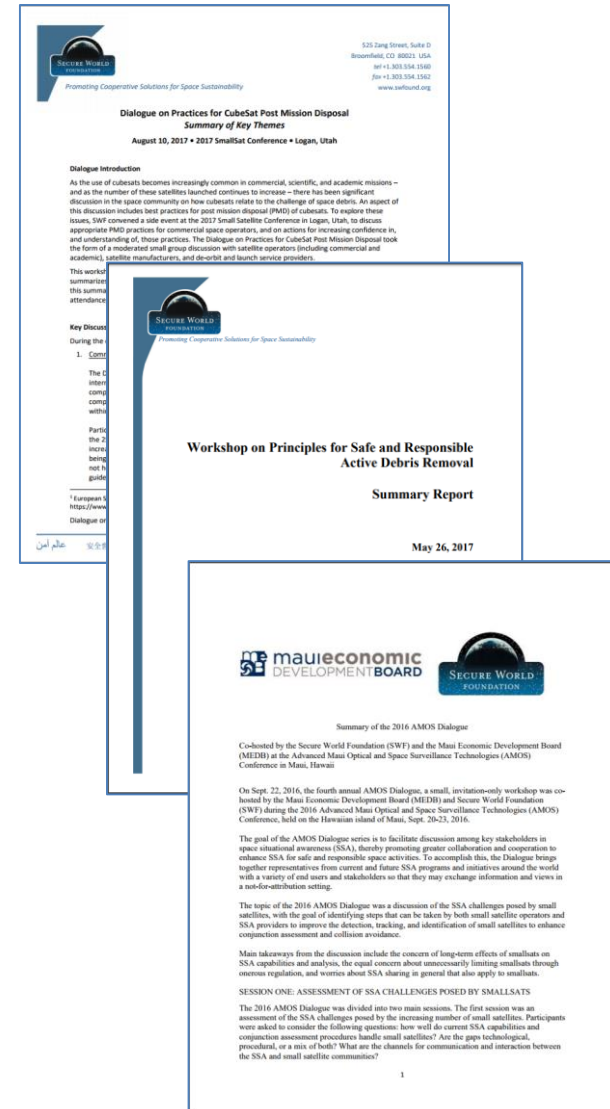 SECURE WORLD
FOUNDATION
Promoting Cooperative Solutions for Space Sustainability
525 Zang Street, Suite D
Broomfield, CO 80021 USA
tel +1.303.554.1560
fax +1.303.554.1562
www.swfound.org
Dialogue on Practices for CubeSat Post Mission Disposal
Summary of Key Themes
August 10, 2017 • 2017 SmallSat Conference • Logan, Utah
Dialogue Introduction
As the use of cubesats becomes increasingly common in commercial, scientific, and academic missions –
and as the number of these satellites launched continues to increase – there has been significant
discussion in the space community on how cubesats relate to the challenge of space debris. An aspect of
this discussion includes best practices for post mission disposal (PMD) of cubesats. To explore these
issues, SWF convened a side event at the 2017 Small Satellite Conference in Logan, Utah, to discuss
appropriate PMD practices for commercial space operators, and on actions for increasing confidence in,
and understanding of, those practices. The Dialogue on Practices for CubeSat Post Mission Disposal took
the form of a moderated small group discussion with satellite operators (including commercial and
academic), satellite manufacturers, and de-orbit and launch service providers.
This worksh
summarizes
this summa
attendance
Key Discuss
During the
1. Comm
The D
intern
comp
comp
within
Partic
the 2
increa
being
not h
guide
¹ European S
https://www
Dialogue on
عالم امن
安全
SECURE WORLD
FOUNDATION
Promoting Cooperative Solutions for Space Sustainability
Workshop on Principles for Safe and Responsible
Active Debris Removal
Summary Report
May 26, 2017
mauieconomic
DEVELOPMENTBOARD
SECURE WORLD
FOUNDATION
Summary of the 2016 AMOS Dialogue
Co-hosted by the Secure World Foundation (SWF) and the Maui Economic Development Board
(MEDB) at the Advanced Maui Optical and Space Surveillance Technologies (AMOS)
Conference in Maui, Hawaii
On Sept. 22, 2016, the fourth annual AMOS Dialogue, a small, invitation-only workshop was co-
hosted by the Maui Economic Development Board (MEDB) and Secure World Foundation
(SWF) during the 2016 Advanced Maui Optical and Space Surveillance Technologies (AMOS)
Conference, held on the Hawaiian island of Maui, Sept. 20-23, 2016.
The goal of the AMOS Dialogue series is to facilitate discussion among key stakeholders in
space situational awareness (SSA), thereby promoting greater collaboration and cooperation to
enhance SSA for safe and responsible space activities. To accomplish this, the Dialogue brings
together representatives from current and future SSA programs and initiatives around the world
with a variety of end users and stakeholders so that they may exchange information and views in
a not-for-attribution setting.
The topic of the 2016 AMOS Dialogue was a discussion of the SSA challenges posed by small
satellites, with the goal of identifying steps that can be taken by both small satellite operators and
SSA providers to improve the detection, tracking, and identification of small satellites to enhance
conjunction assessment and collision avoidance.
Main takeaways from the discussion include the concern of long-term effects of smallsats on
SSA capabilities and analysis, the equal concern about unnecessarily limiting smallsats through
onerous regulation, and worries about SSA sharing in general that also apply to smallsats.
SESSION ONE: ASSESSMENT OF SSA CHALLENGES POSED BY SMALLSATS
The 2016 AMOS Dialogue was divided into two main sessions. The first session was an
assessment of the SSA challenges posed by the increasing number of small satellites. Participants
were asked to consider the following questions: how well do current SSA capabilities and
conjunction assessment procedures handle small satellites? Are the gaps technological,
procedural, or a mix of both? What are the channels for communication and interaction between
the SSA and small satellite communities?
1